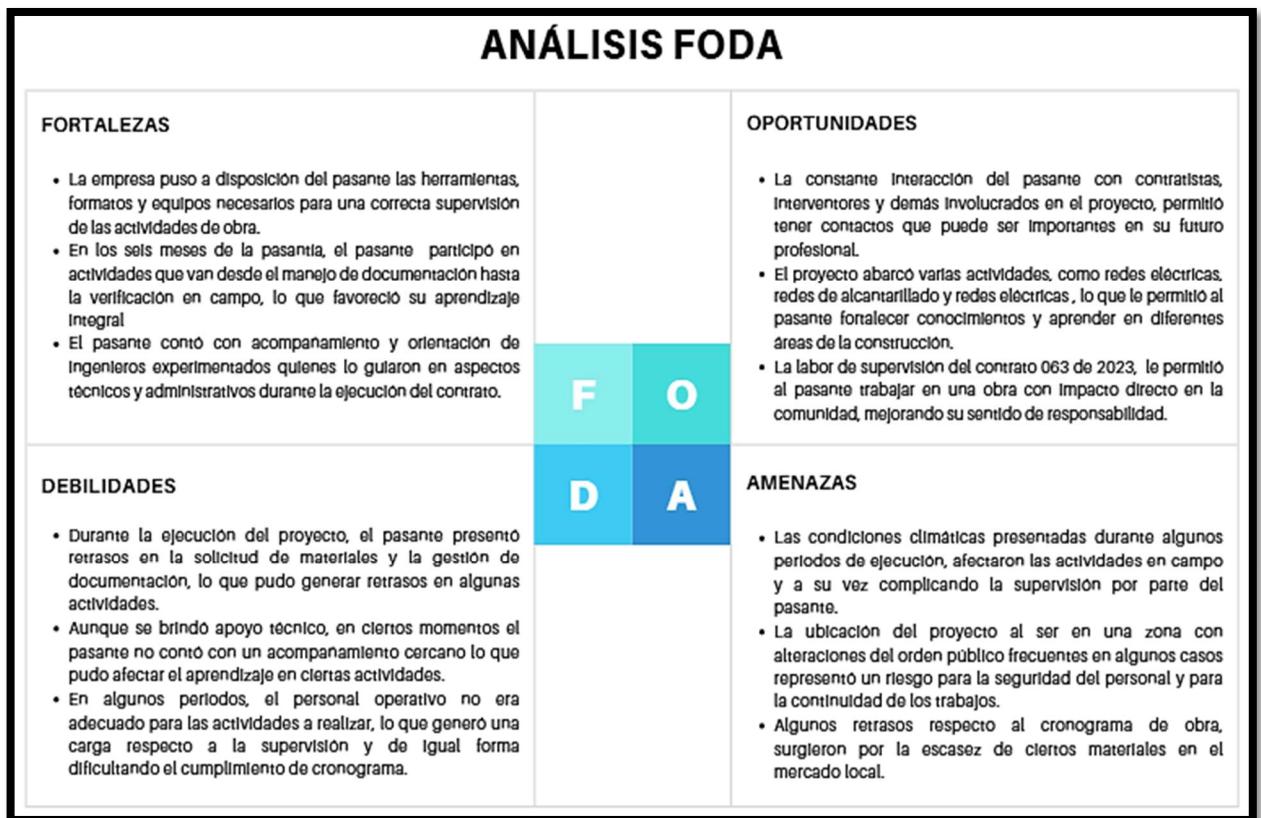 ANÁLISIS FODA
FORTALEZAS
• La empresa puso a disposición del pasante las herramientas,
formatos y equipos necesarios para una correcta supervisión
de las actividades de obra.
• En los seis meses de la pasantía, el pasante participó en
actividades que van desde el manejo de documentación hasta
la verificación en campo, lo que favoreció su aprendizaje
integral
• El pasante contó con acompañamiento y orientación de
ingenieros experimentados quienes lo guiaron en aspectos
técnicos y administrativos durante la ejecución del contrato.
OPORTUNIDADES
• La constante interacción del pasante con contratistas,
interventores y demás involucrados en el proyecto, permitió
tener contactos que puede ser importantes en su futuro
profesional.
• El proyecto abarcó varias actividades, como redes eléctricas,
redes de alcantarillado y redes eléctricas , lo que le permitió al
pasante fortalecer conocimientos y aprender en diferentes
áreas de la construcción.
• La labor de supervisión del contrato 063 de 2023, le permitió
al pasante trabajar en una obra con impacto directo en la
comunidad, mejorando su sentido de responsabilidad.
F O
D A
DEBILIDADES
• Durante la ejecución del proyecto, el pasante presentó
retrasos en la solicitud de materiales y la gestión de
documentación, lo que pudo generar retrasos en algunas
actividades.
• Aunque se brindó apoyo técnico, en ciertos momentos el
pasante no contó con un acompañamiento cercano lo que
pudo afectar el aprendizaje en ciertas actividades.
• En algunos periodos, el personal operativo no era
adecuado para las actividades a realizar, lo que generó una
carga respecto a la supervisión y de igual forma
dificultando el cumplimiento de cronograma.
AMENAZAS
• Las condiciones climáticas presentadas durante algunos
periodos de ejecución, afectaron las actividades en campo
y a su vez complicando la supervisión por parte del
pasante.
• La ubicación del proyecto al ser en una zona con
alteraciones del orden público frecuentes en algunos casos
representó un riesgo para la seguridad del personal y para
la continuidad de los trabajos.
• Algunos retrasos respecto al cronograma de obra,
surgieron por la escasez de ciertos materiales en el
mercado local.